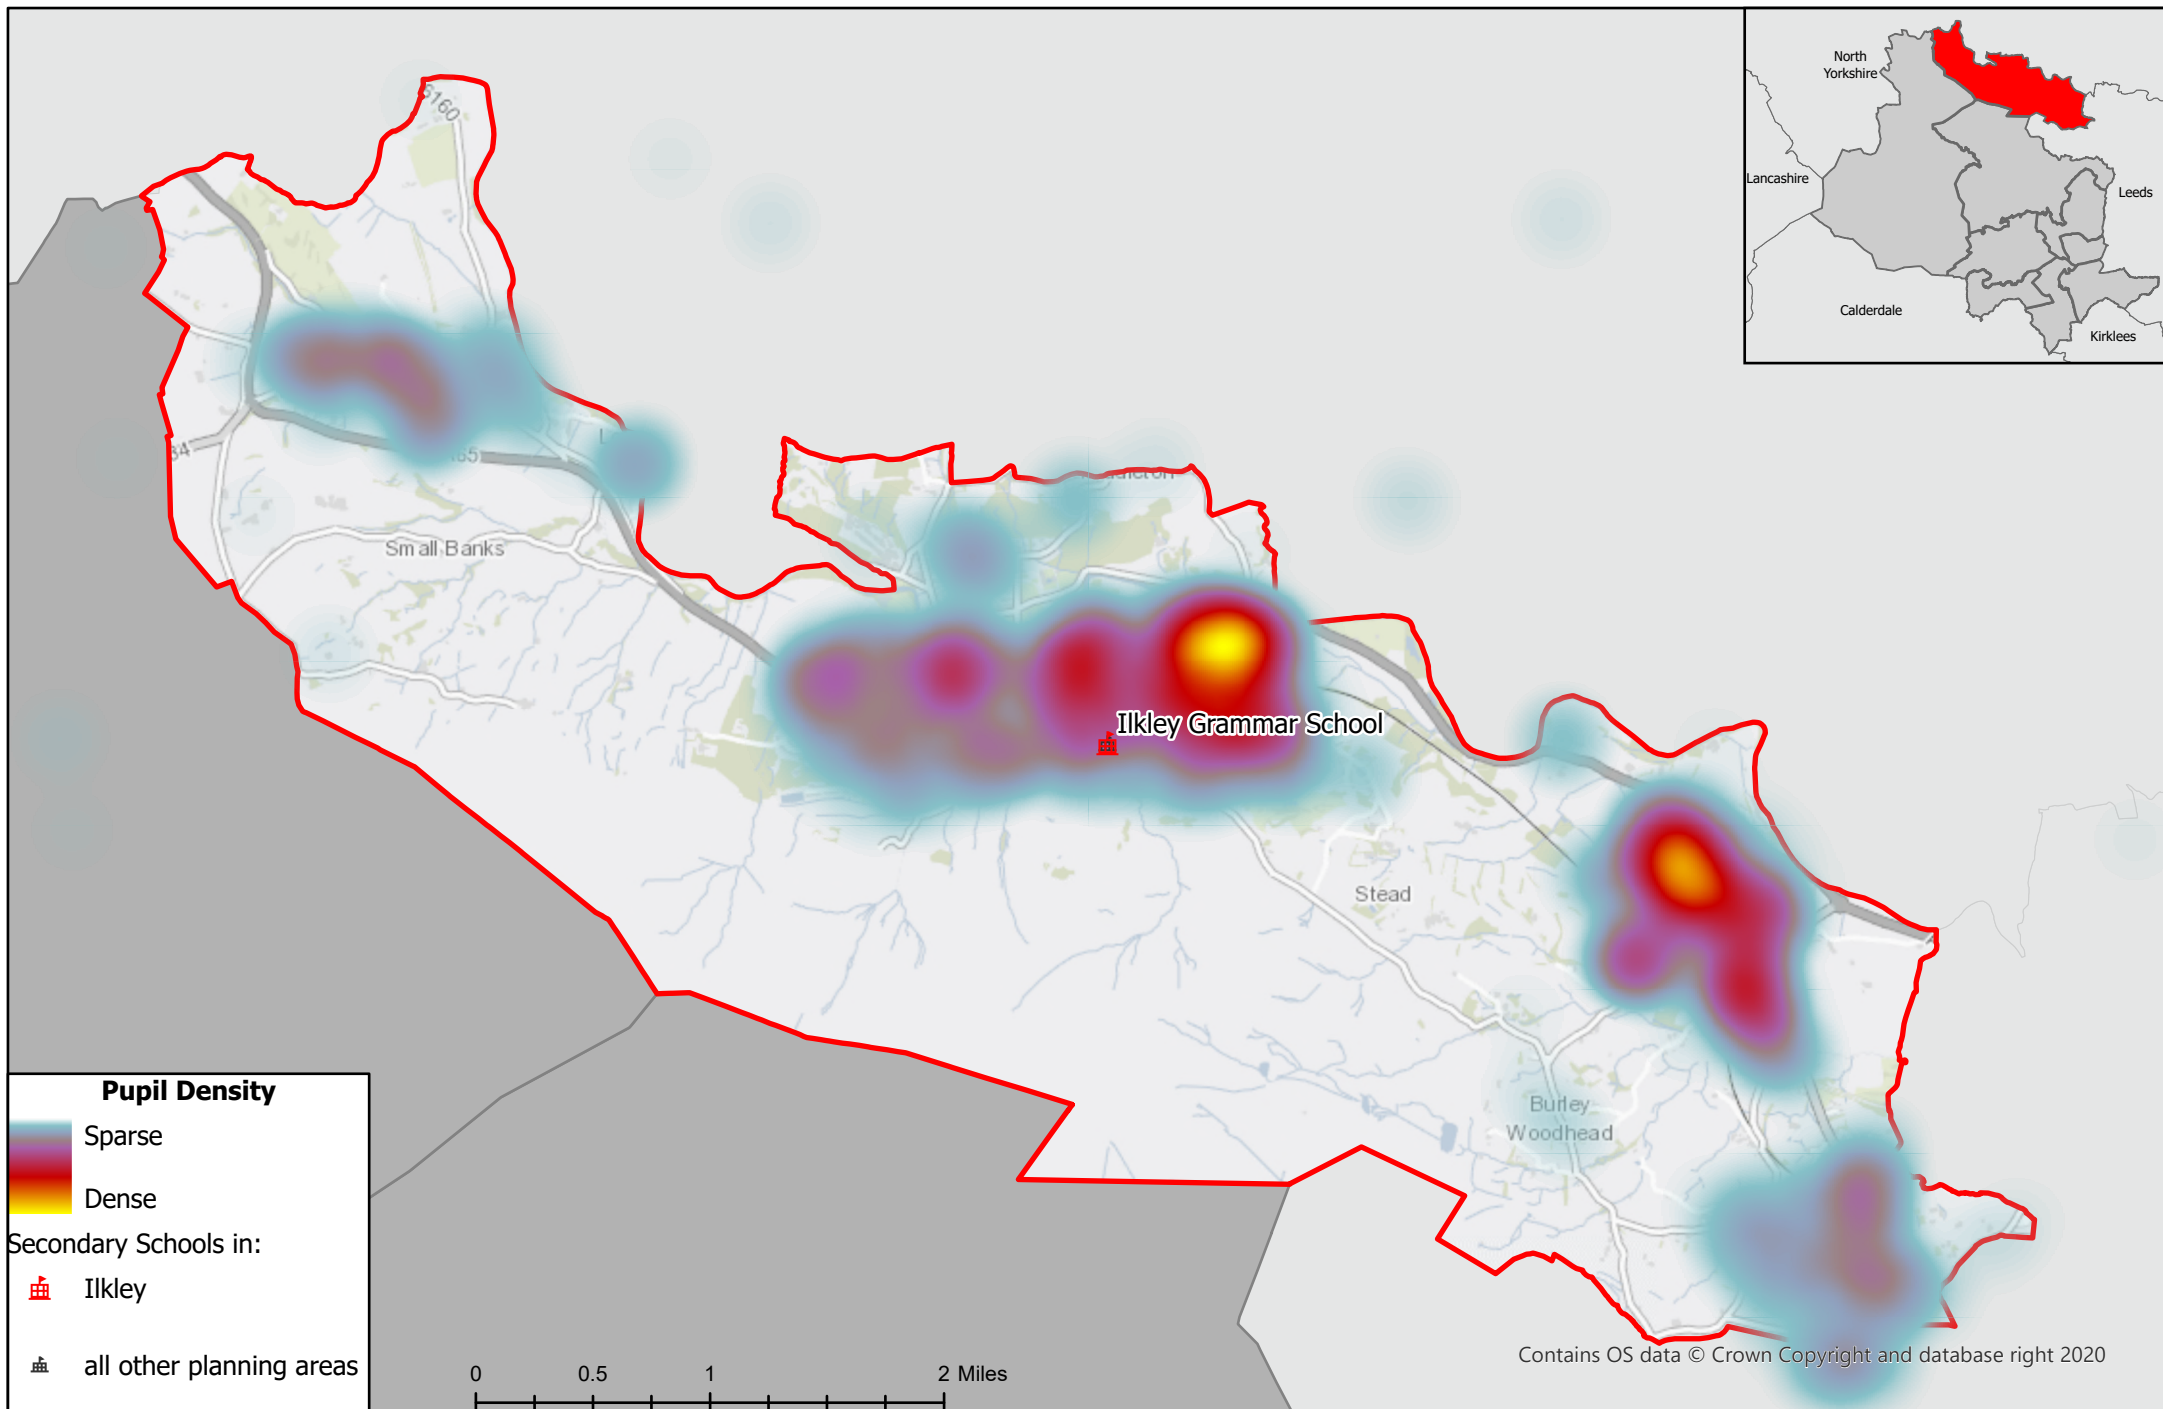 North
Yorkshire
Lancashire
Leeds
Calderdale
Kirklees
Small Banks
Ilkley Grammar School
Stead
Burley
Woodhead
Pupil Density
Sparse
Dense
Secondary Schools in:
Ilkley
all other planning areas
0 0.5 1 2 Miles
Contains OS data © Crown Copyright and database right 2020